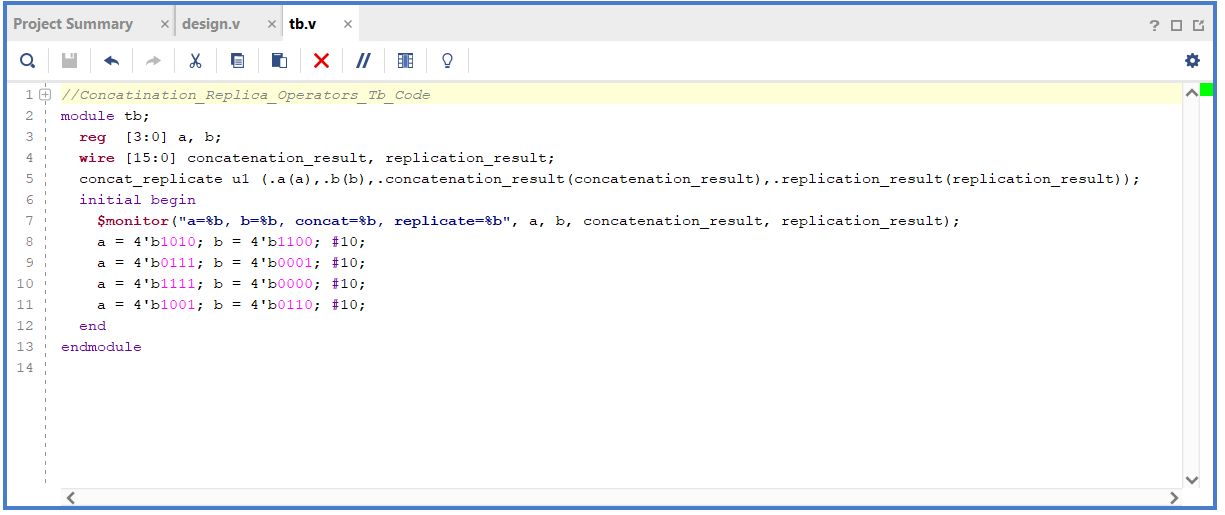 Project Summary × design.v × tb.v ×
?
//
1 //Concatination_Replica_Operators_Tb_Code
2 module tb;
3 reg [3:0] a, b;
4 wire [15:0] concatenation_result, replication_result;
5 concat_replicate u1 (.a(a),.b(b),.concatenation_result(concatenation_result),.replication_result(replication_result));
6 initial begin
7 $monitor("a=%b, b=%b, concat=%b, replicate=%b", a, b, concatenation_result, replication_result);
8 a = 4'b1010; b = 4'b1100; #10;
9 a = 4'b0111; b = 4'b0001; #10;
10 a = 4'b1111; b = 4'b0000; #10;
11 a = 4'b1001; b = 4'b0110; #10;
12 end
13 endmodule
14